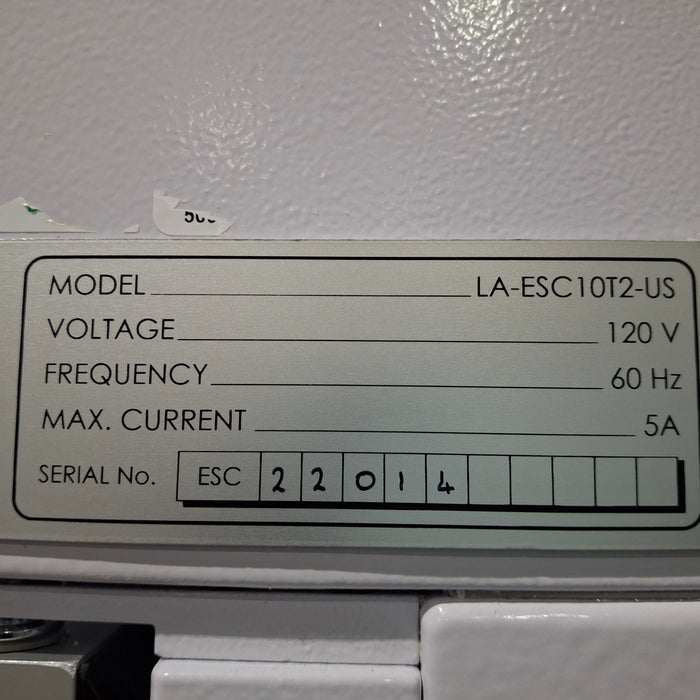 MODEL LA-ESC10T2-US
VOLTAGE 120 V
FREQUENCY 60 Hz
MAX. CURRENT 5A
SERIAL No. ESC 22014